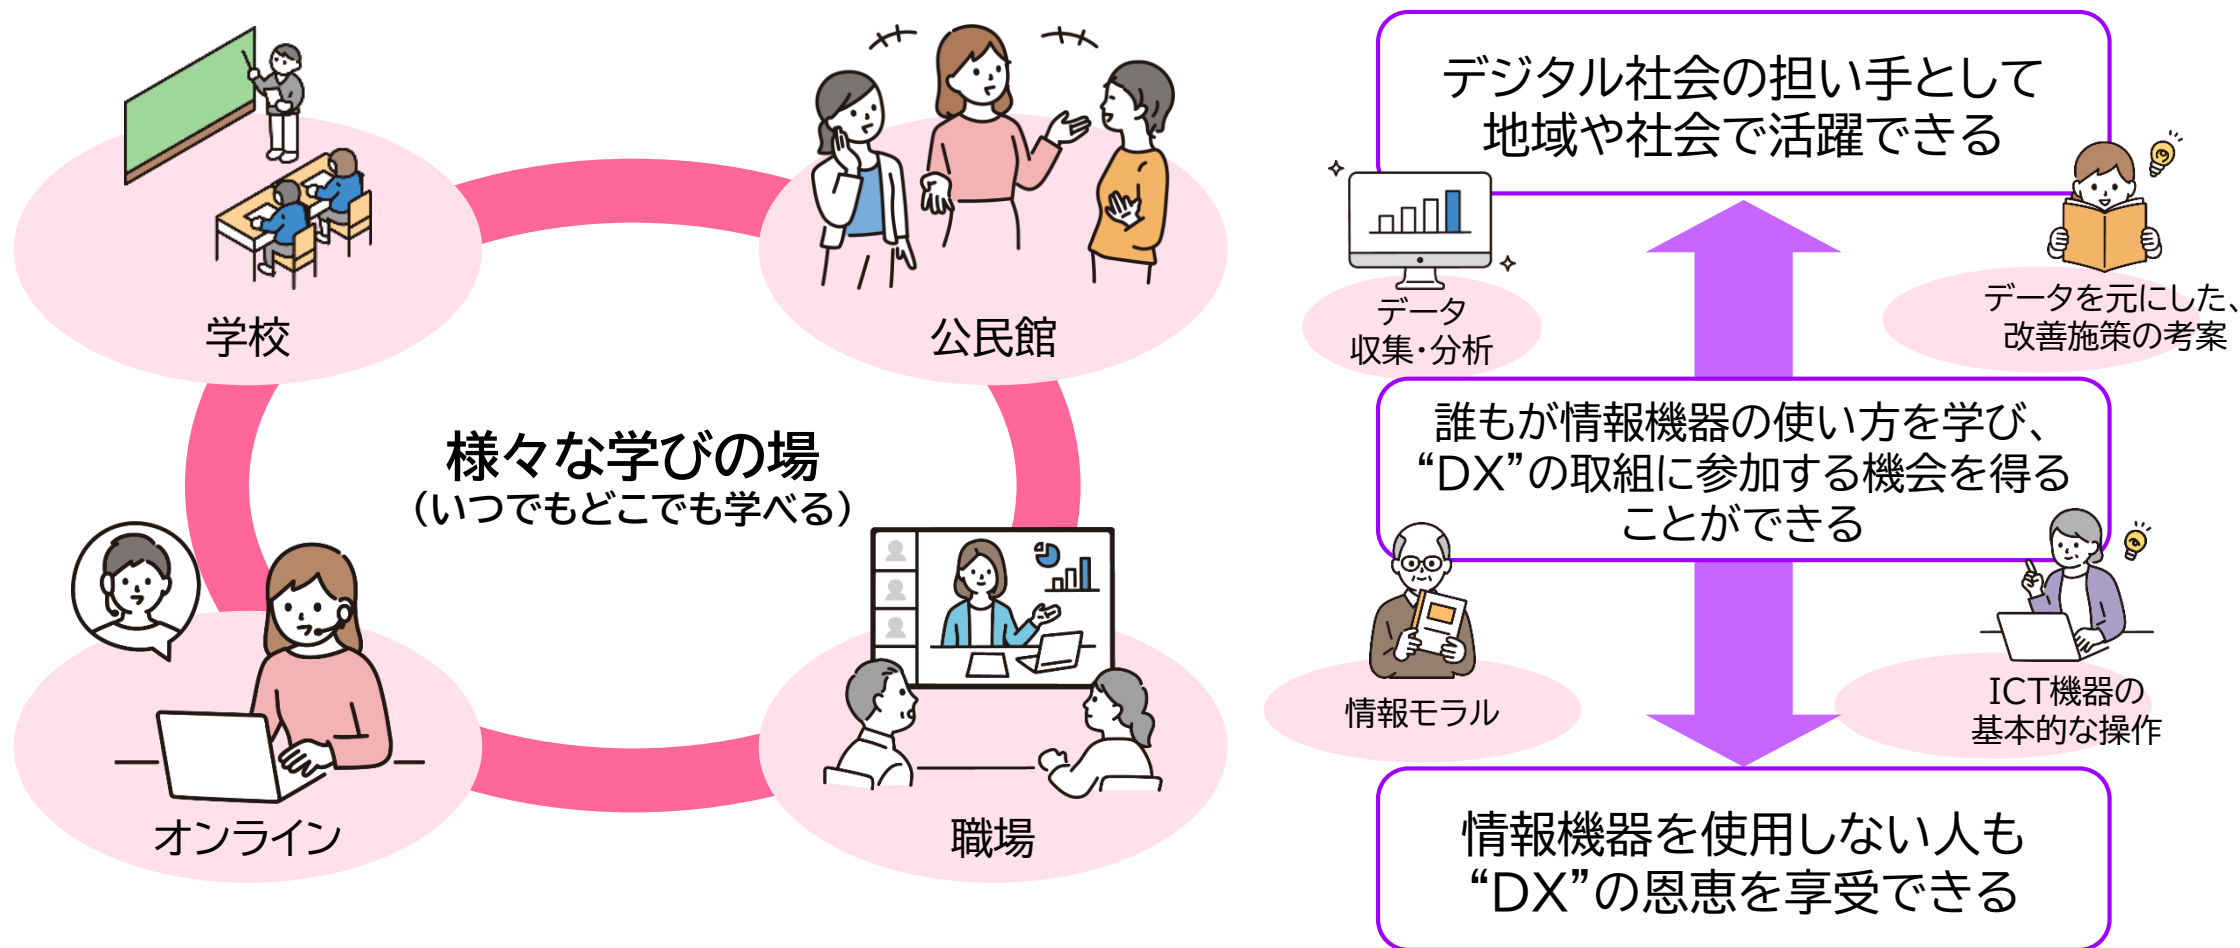 学校
公民館
様々な学びの場
（いつでもどこでも学べる）
オンライン
職場
デジタル社会の担い手として
地域や社会で活躍できる
データ
収集・分析
データを元にした、
改善施策の考案
誰もが情報機器の使い方を学び、
“DX”の取組に参加する機会を得る
ことができる
情報モラル
ICT機器の
基本的な操作
情報機器を使用しない人も
“DX”の恩恵を享受できる